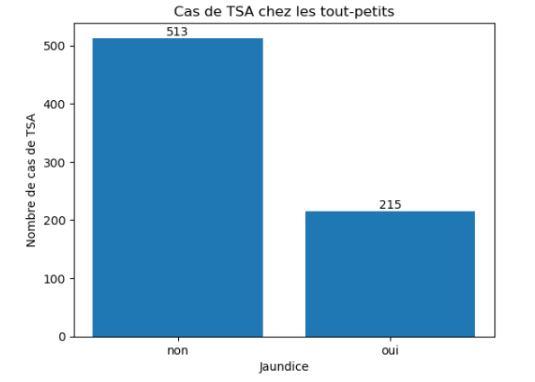 Cas de TSA chez les tout-petits
513
500
400
300
215
200
100
0
Nombre de cas de TSA
non
oui
Jaundice